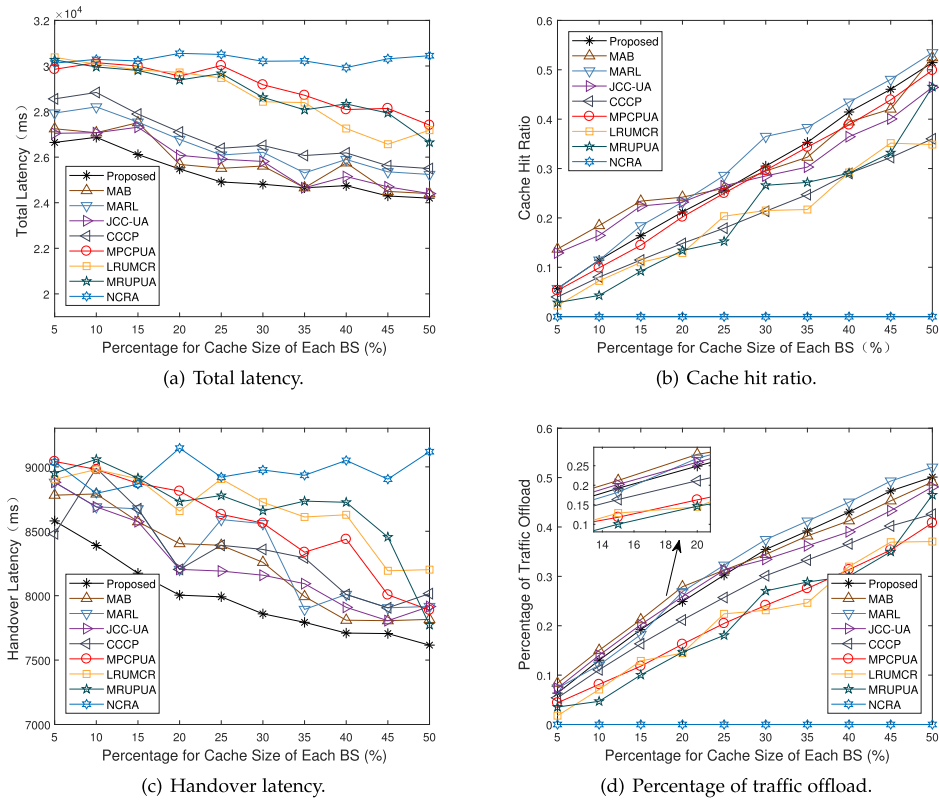 ×10⁴
3.2
3
2.8
2.6
2.4
2.2
2
Total Latency（ms）
Proposed
MAB
MARL
JCC-UA
CCCP
MPCPUA
LRUMCR
MRUPUA
NCRA
5 10 15 20 25 30 35 40 45 50
Percentage for Cache Size of Each BS (%)
(a) Total latency.
0.6
0.5
0.4
0.3
0.2
0.1
0
Cache Hit Ratio
Proposed
MAB
MARL
JCC-UA
CCCP
MPCPUA
LRUMCR
MRUPUA
NCRA
5 10 15 20 25 30 35 40 45 50
Percentage for Cache Size of Each BS（%）
(b) Cache hit ratio.
9000
8500
8000
7500
7000
Handover Latency（ms）
Proposed
MAB
MARL
JCC-UA
CCCP
MPCPUA
LRUMCR
MRUPUA
NCRA
5 10 15 20 25 30 35 40 45 50
Percentage for Cache Size of Each BS (%)
(c) Handover latency.
0.6
0.5
0.4
0.3
0.2
0.1
0
Percentage of Traffic Offload
0.25
0.2
0.15
0.1
14 16 18 20
Proposed
MAB
MARL
JCC-UA
CCCP
MPCPUA
LRUMCR
MRUPUA
NCRA
5 10 15 20 25 30 35 40 45 50
Percentage for Cache Size of Each BS (%)
(d) Percentage of traffic offload.